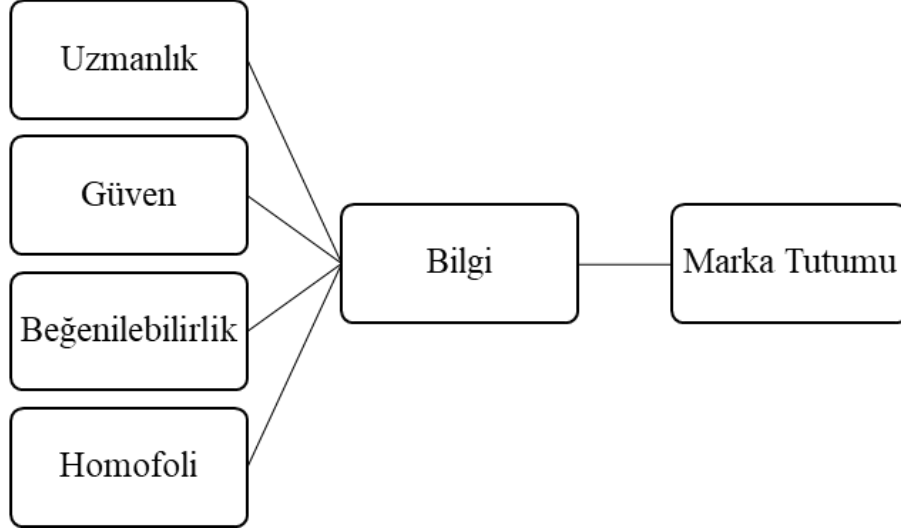 Uzmanlık
Güven
Beğenilebilirlik
Homofoli
Bilgi
Marka Tutumu